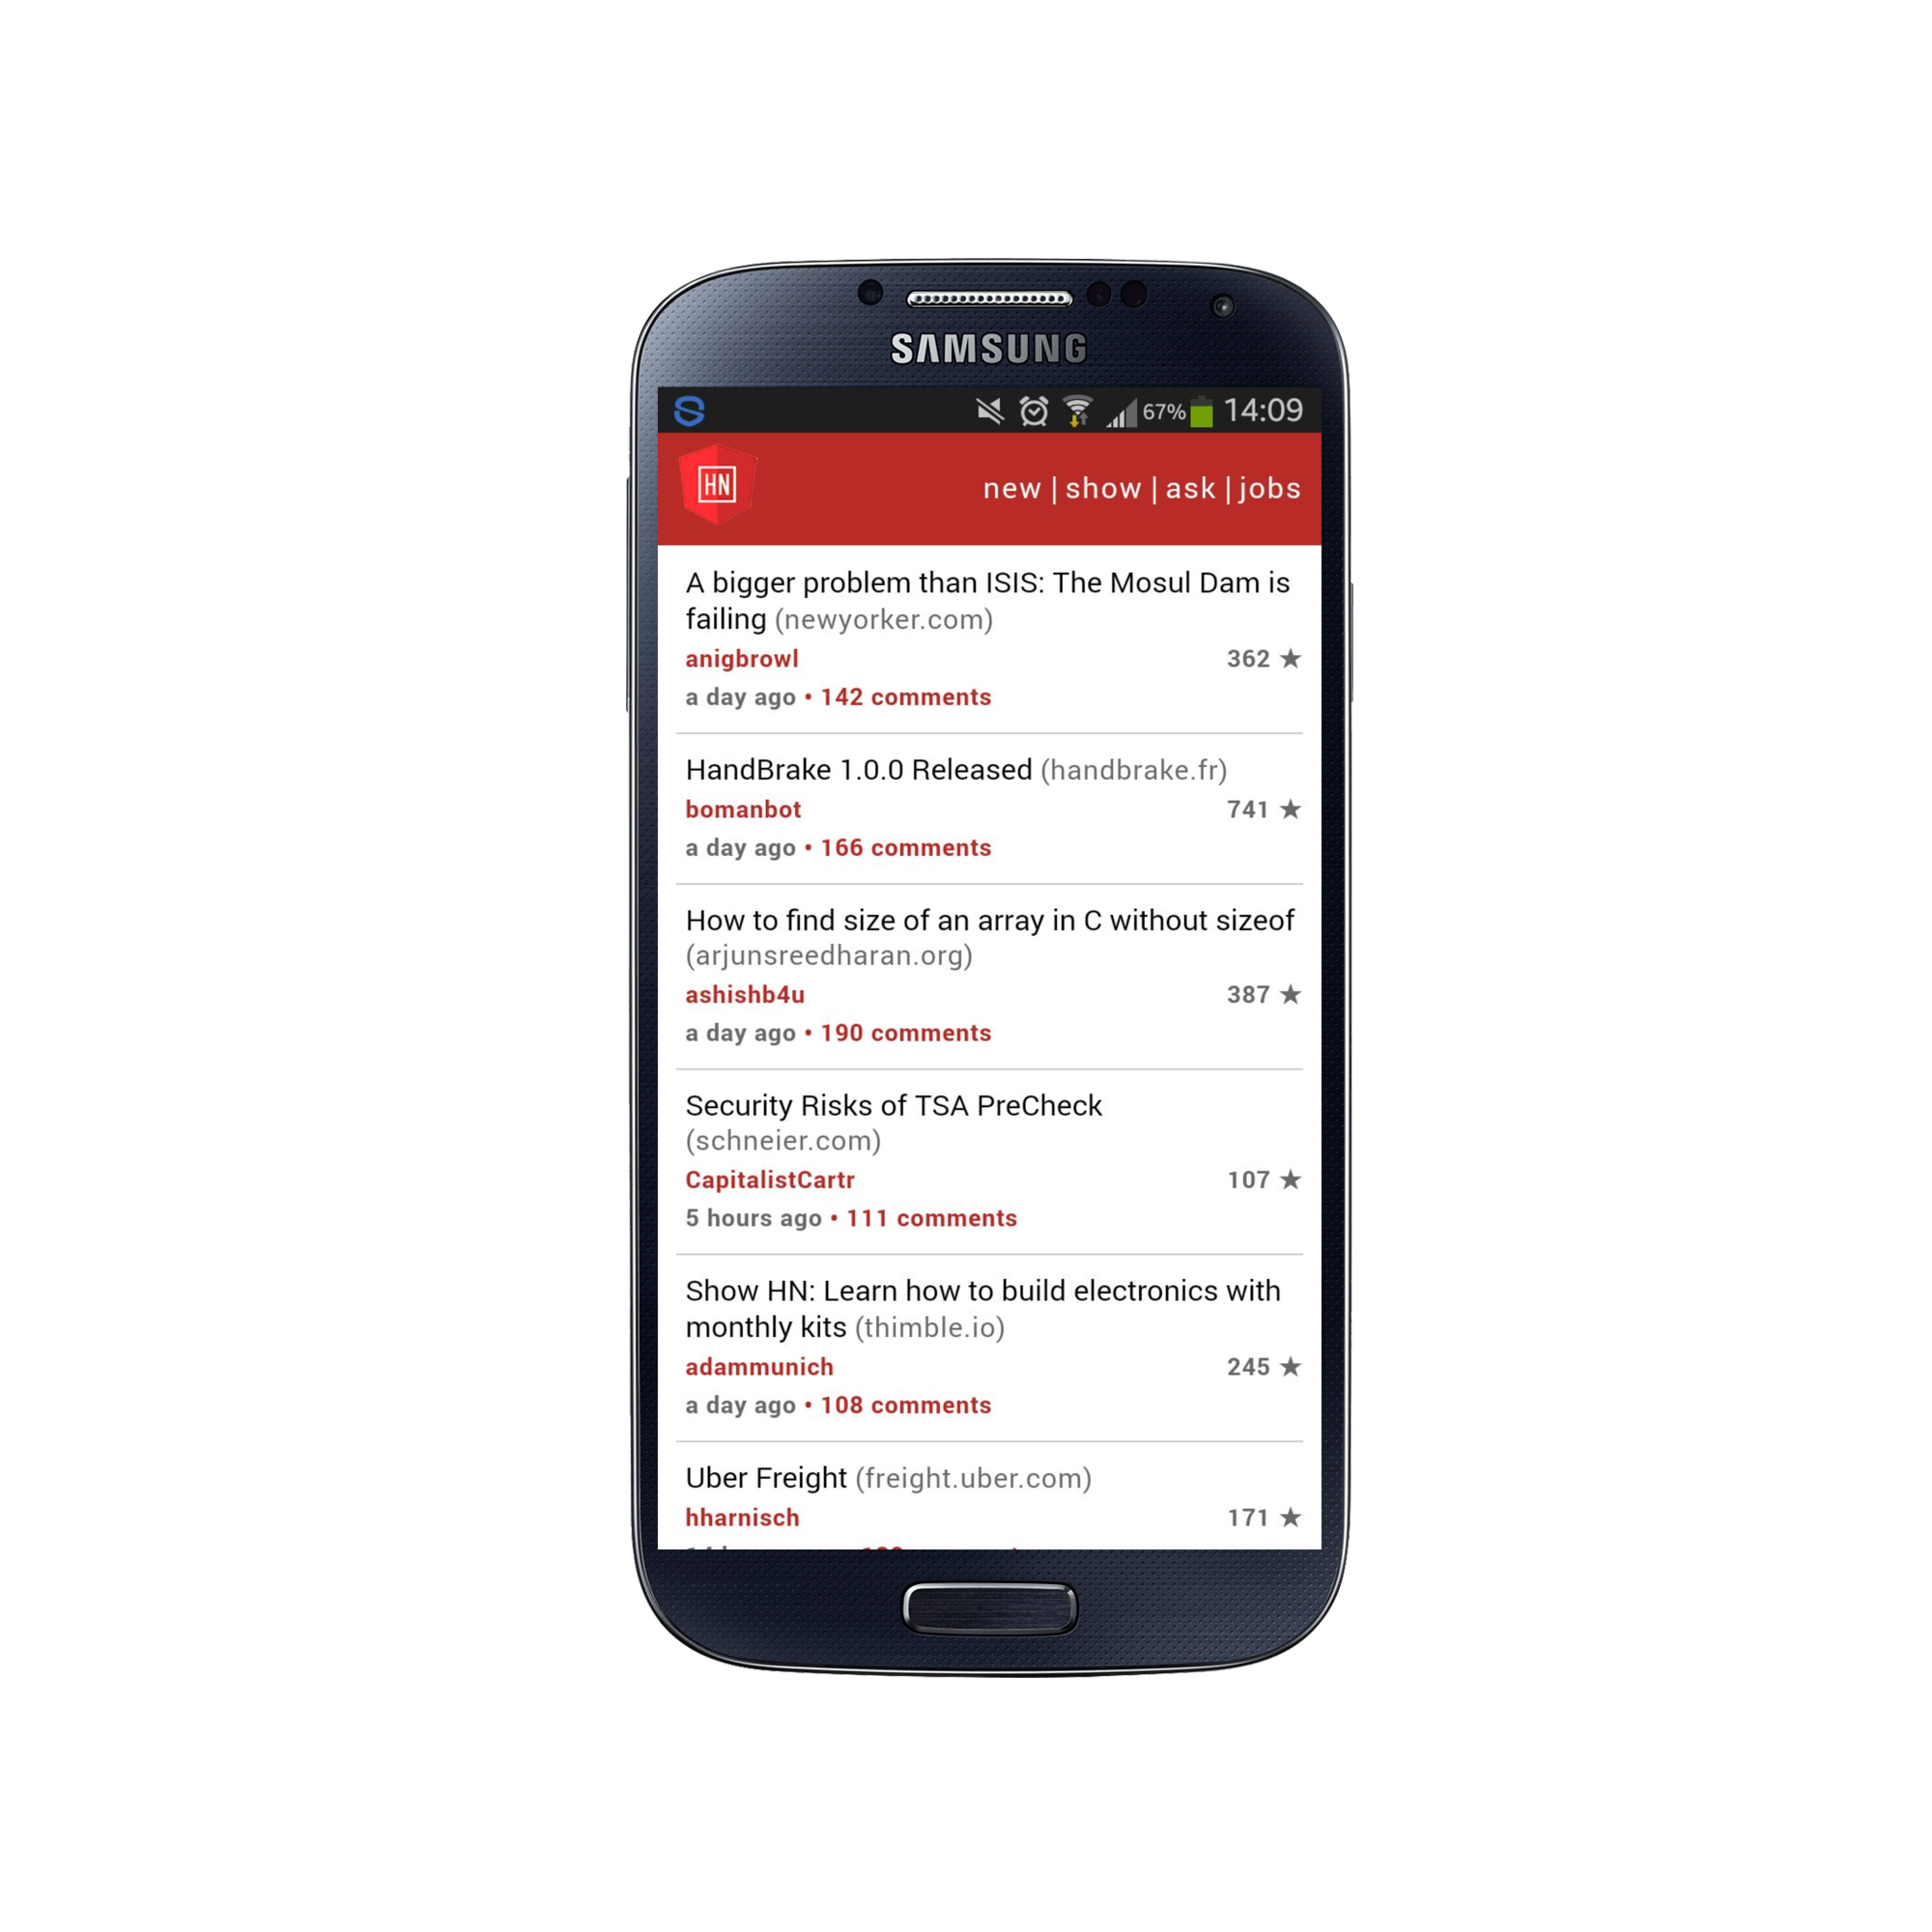 SAMSUNG
67% 14:09
HN
new | show | ask | jobs
A bigger problem than ISIS: The Mosul Dam is
failing (newyorker.com)
anigbrowl 362 ★
a day ago • 142 comments
HandBrake 1.0.0 Released (handbrake.fr)
bomanbot 741 ★
a day ago • 166 comments
How to find size of an array in C without sizeof
(arjunsreedharan.org)
ashishb4u 387 ★
a day ago • 190 comments
Security Risks of TSA PreCheck
(schneier.com)
CapitalistCartr 107 ★
5 hours ago • 111 comments
Show HN: Learn how to build electronics with
monthly kits (thimble.io)
adammunich 245 ★
a day ago • 108 comments
Uber Freight (freight.uber.com)
hharnisch 171 ★